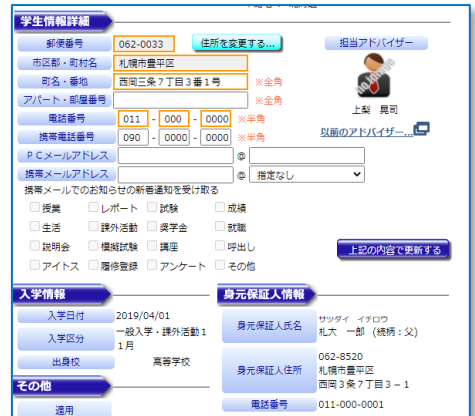 学生情報詳細
郵便番号 062-0033 住所を変更する... 担当アドバイザー
市区郡・町村名 札幌市豊平区
町名・番地 西岡三条７丁目３番１号 ※全角
アパート・部屋番号 ※全角
上梨 晃司
電話番号 011 - 000 - 0000 ※半角
携帯電話番号 090 - 0000 - 0000 ※半角 以前のアドバイザー...
ＰＣメールアドレス @
携帯メールアドレス @ 指定なし
携帯メールでのお知らせの新着通知を受け取る
授業 レポート 試験 成績
生活 課外活動 奨学金 就職
説明会 模擬試験 講座 呼出し 上記の内容で更新する
アイトス 履修登録 アンケート その他
入学情報 身元保証人情報
入学日付 2019/04/01
入学区分 一般入学・課外活動１１月
出身校 高等学校
身元保証人氏名 サツダイ イチロウ
札大 一郎 (続柄：父)
身元保証人住所 062-8520
札幌市豊平区
西岡３条７丁目３－１
その他
適用
電話番号 011-000-0001